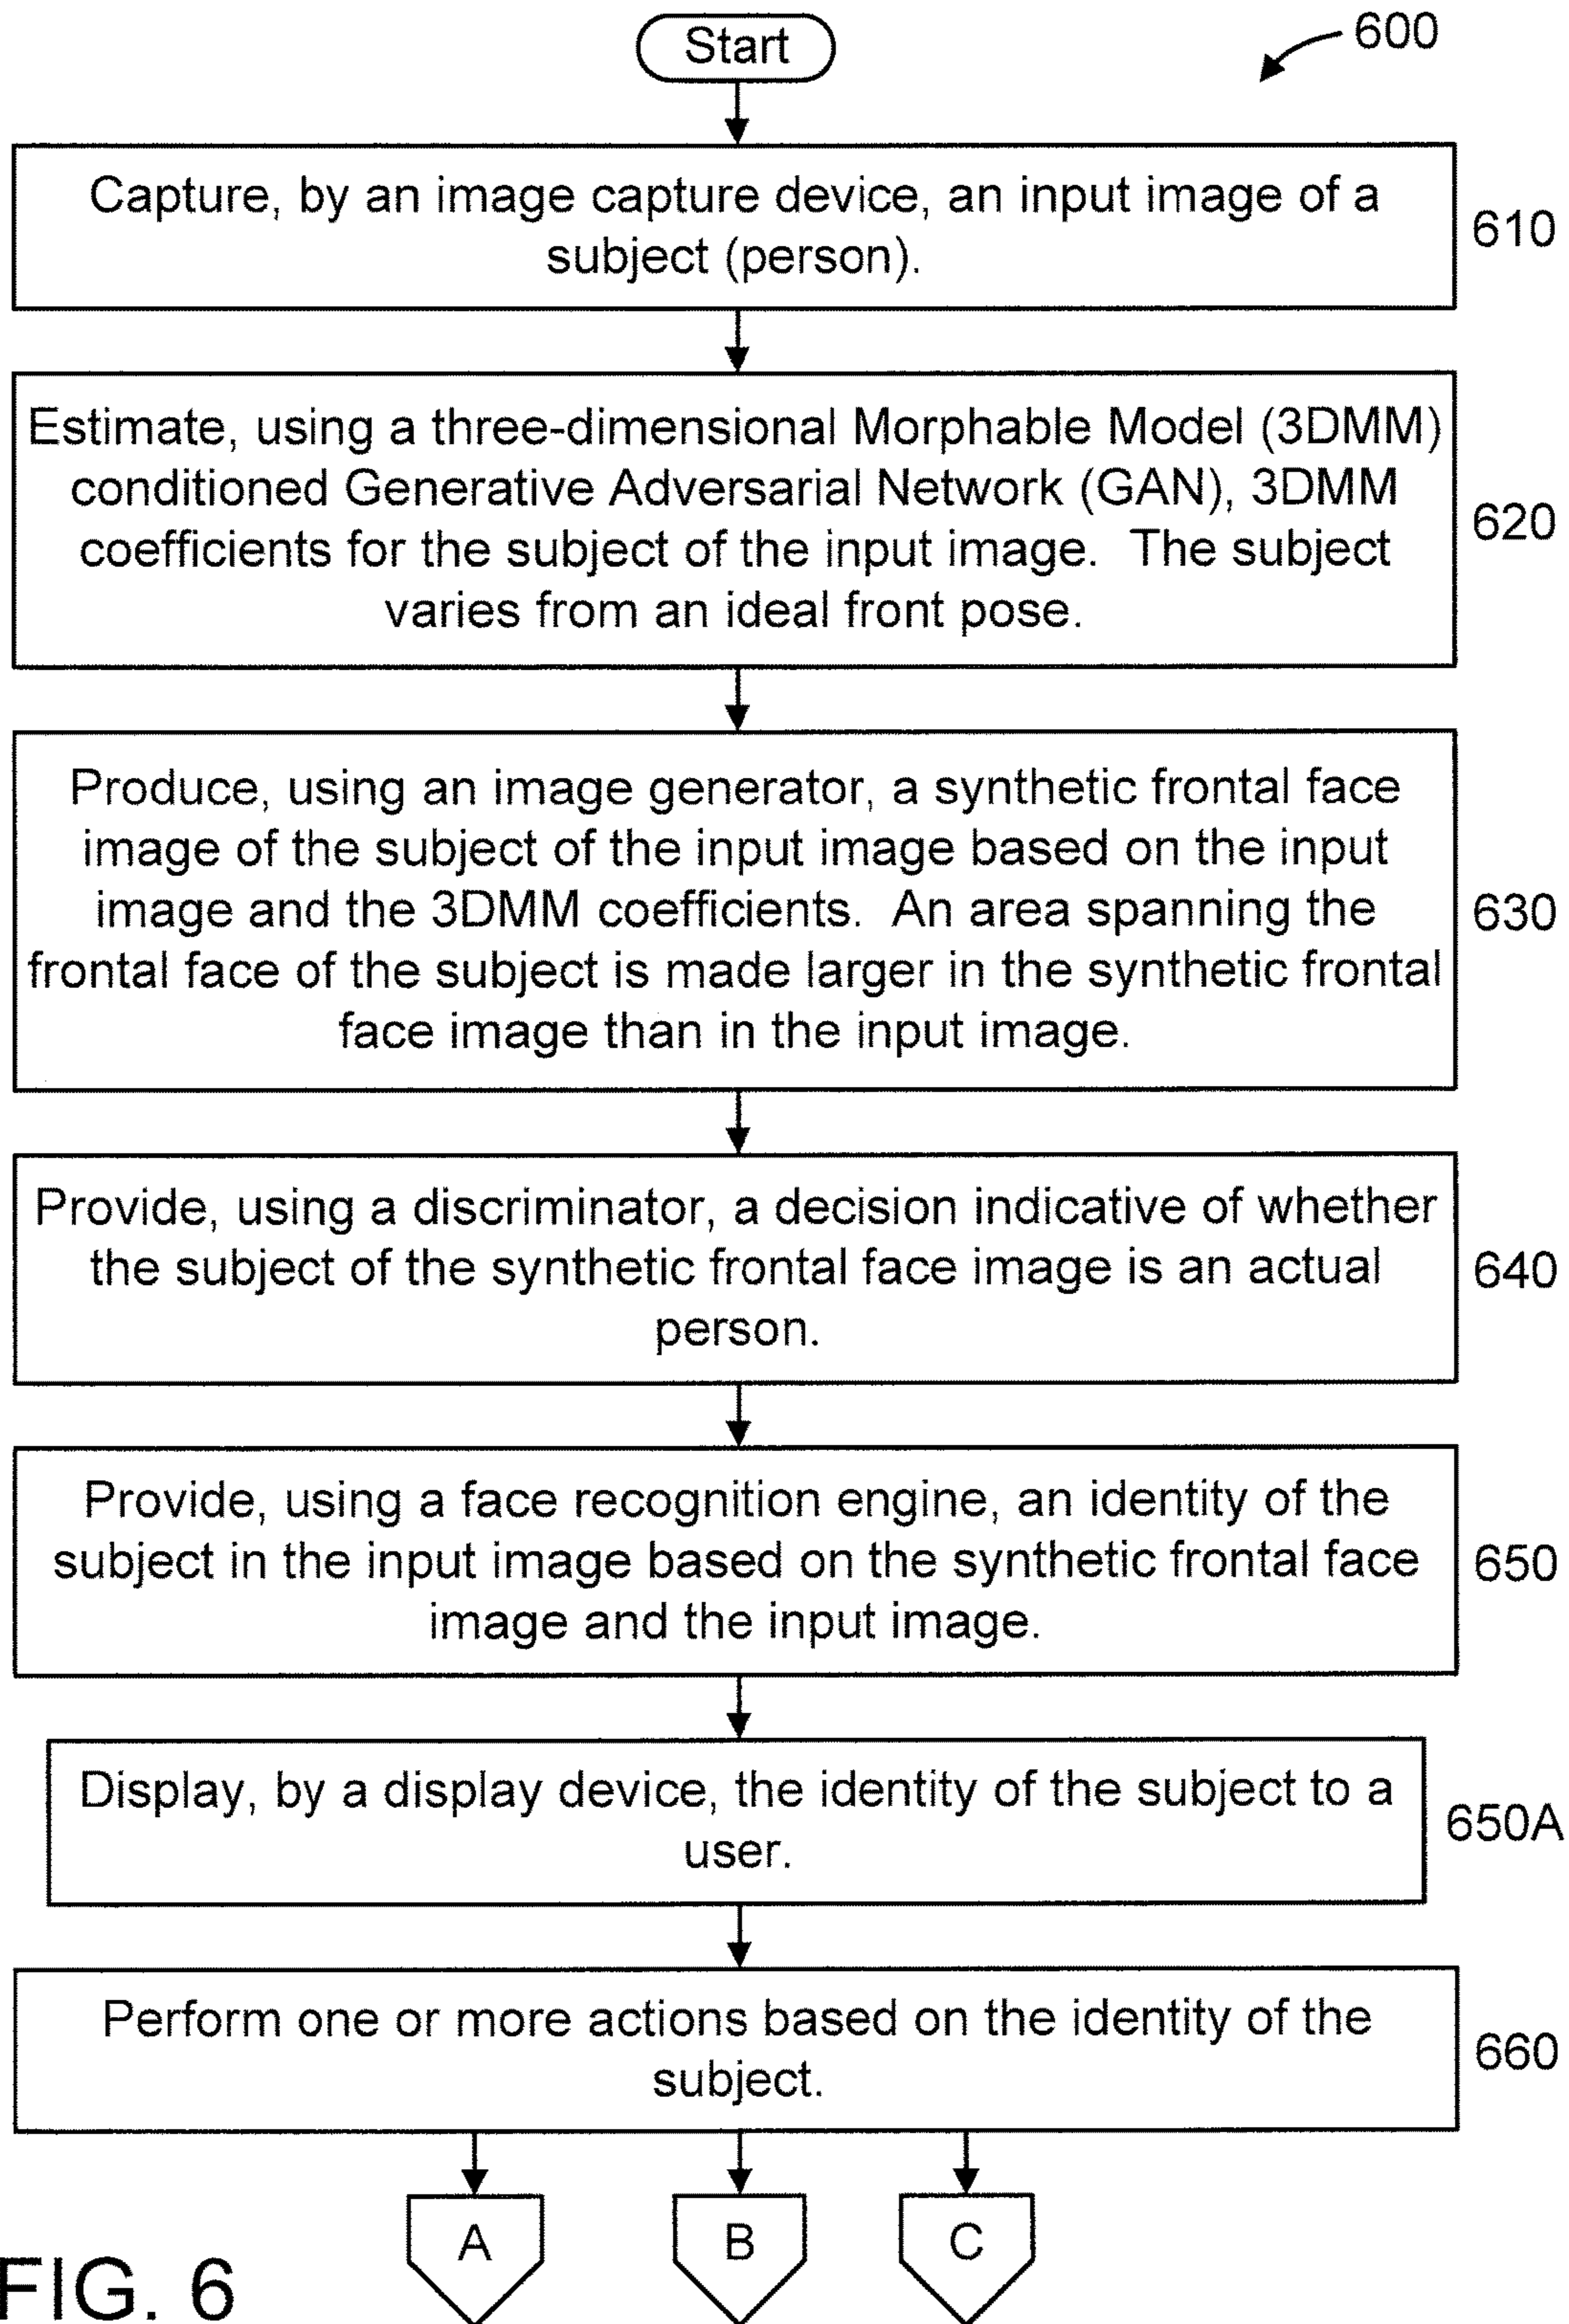 Start
600
Capture, by an image capture device, an input image of a
subject (person).
610
Estimate, using a three-dimensional Morphable Model (3DMM)
conditioned Generative Adversarial Network (GAN), 3DMM
coefficients for the subject of the input image. The subject
varies from an ideal front pose.
620
Produce, using an image generator, a synthetic frontal face
image of the subject of the input image based on the input
image and the 3DMM coefficients. An area spanning the
frontal face of the subject is made larger in the synthetic frontal
face image than in the input image.
630
Provide, using a discriminator, a decision indicative of whether
the subject of the synthetic frontal face image is an actual
person.
640
Provide, using a face recognition engine, an identity of the
subject in the input image based on the synthetic frontal face
image and the input image.
650
Display, by a display device, the identity of the subject to a
user.
650A
Perform one or more actions based on the identity of the
subject.
660
A
B
C
FIG. 6